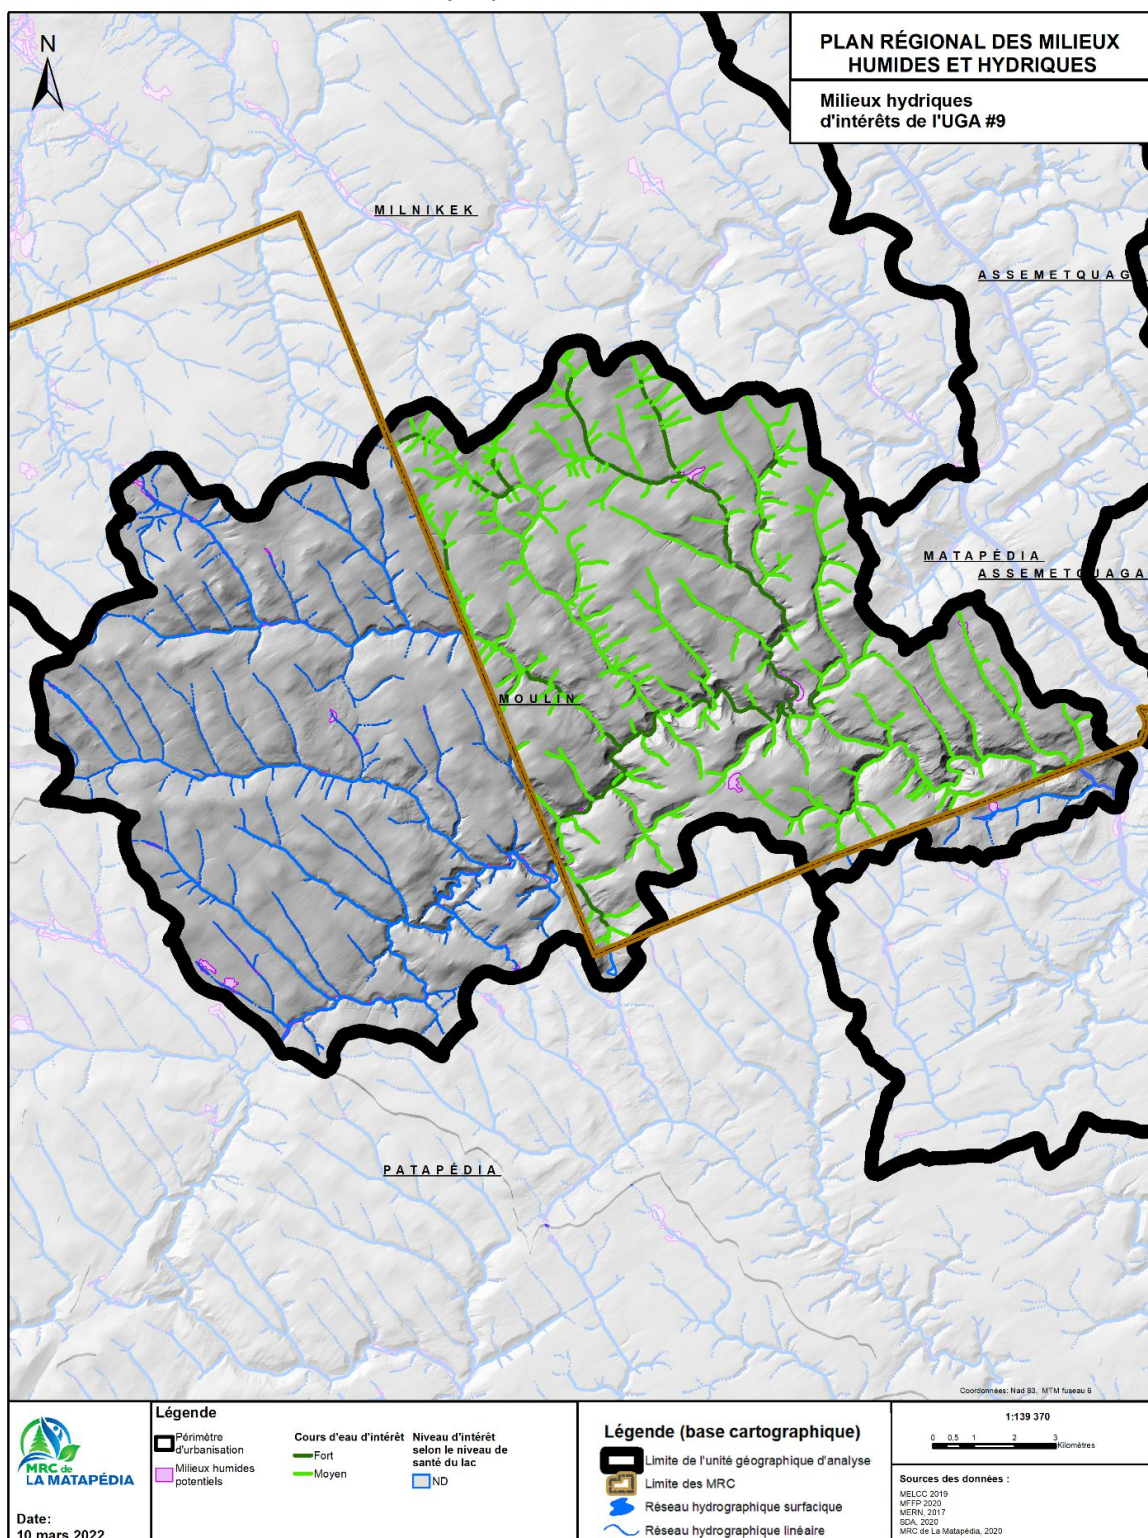 PLAN RÉGIONAL DES MILIEUX
HUMIDES ET HYDRIQUES
Milieux hydriques
d'intérêts de l'UGA #9
N
MILNIKEK
ASSEMETQUAG
MATAPÉDIA
ASSEMETQUAGA
MOULIN
PATAPÉDIA
Coordonnées: Nad 83, MTM fuseau 6
MRC de
LA MATAPÉDIA
Date:
10 mars 2022
Légende
Périmètre
d'urbanisation
Milieux humides
potentiels
Cours d'eau d'intérêt
Fort
Moyen
Niveau d'intérêt
selon le niveau de
santé du lac
ND
Légende (base cartographique)
Limite de l'unité géographique d'analyse
Limite des MRC
Réseau hydrographique surfacique
Réseau hydrographique linéaire
1:139 370
0 0,5 1 2 3
Kilomètres
Sources des données :
MELCC 2019
MFFP 2020
MERN, 2017
SDA, 2020
MRC de La Matapédia, 2020